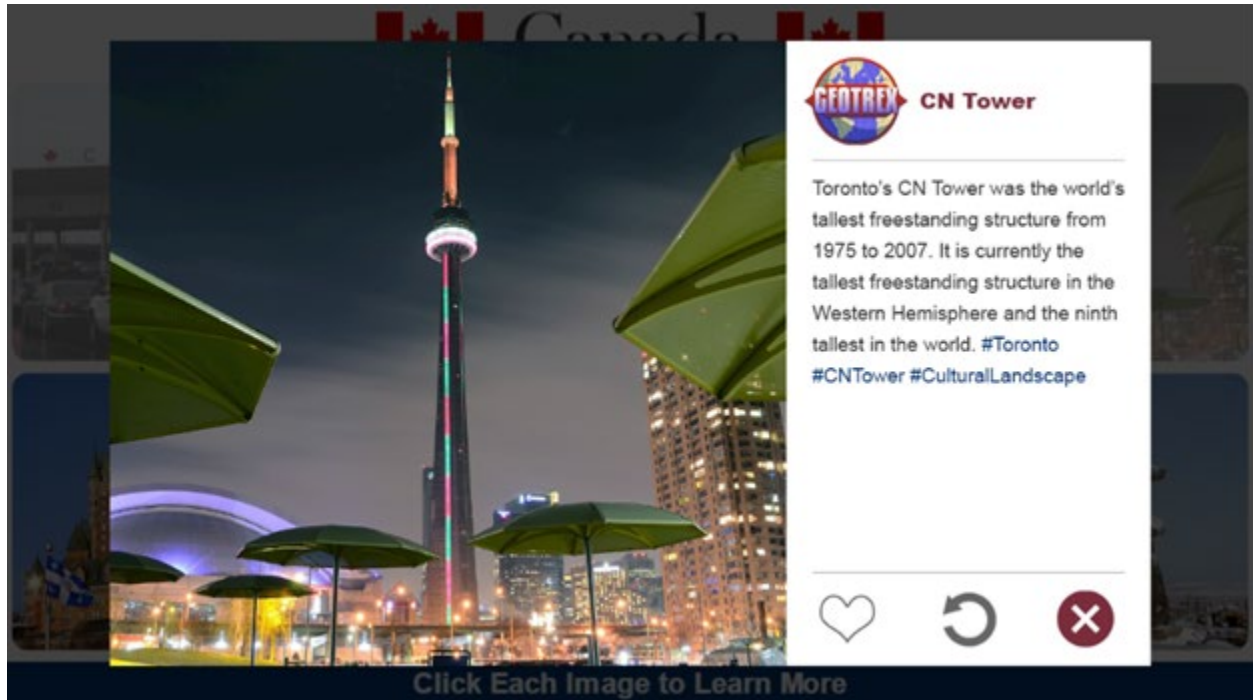 Canada
GEOTREX
CN Tower
Toronto's CN Tower was the world's
tallest freestanding structure from
1975 to 2007. It is currently the
tallest freestanding structure in the
Western Hemisphere and the ninth
tallest in the world. #Toronto
#CNTower #CulturalLandscape
Click Each Image to Learn More